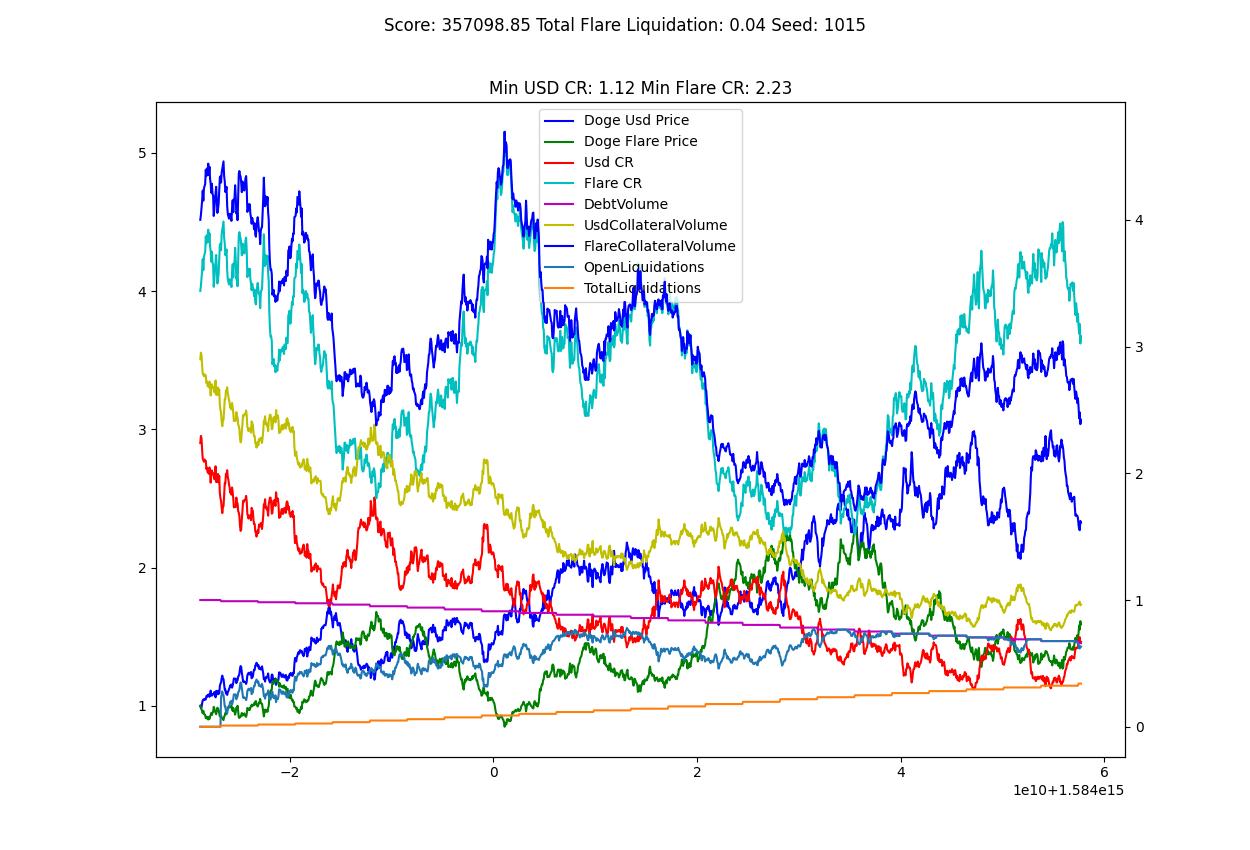 Score: 357098.85 Total Flare Liquidation: 0.04 Seed: 1015
Min USD CR: 1.12 Min Flare CR: 2.23
Doge Usd Price
Doge Flare Price
Usd CR
Flare CR
DebtVolume
UsdCollateralVolume
FlareCollateralVolume
OpenLiquidations
TotalLiquidations
5
4
3
2
1
4
3
2
1
0
−2
0
2
4
6
1e10+1.584e15